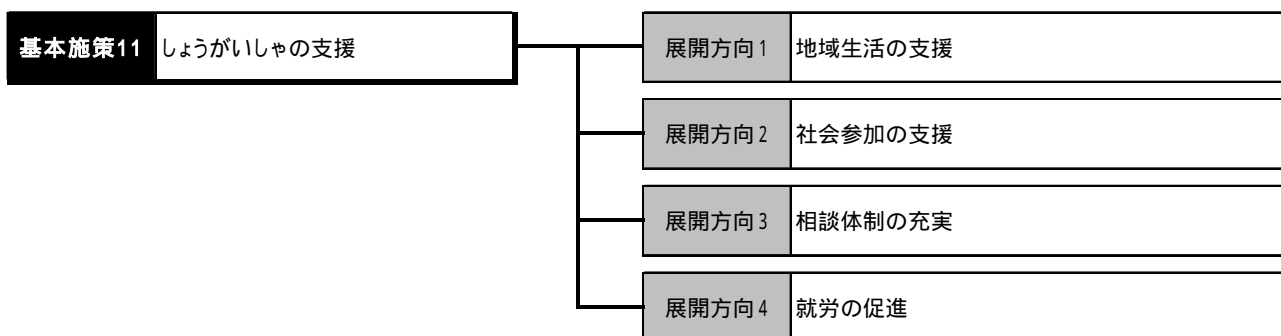 基本施策11 しょうがいしゃの支援
展開方向1 地域生活の支援
展開方向2 社会参加の支援
展開方向3 相談体制の充実
展開方向4 就労の促進